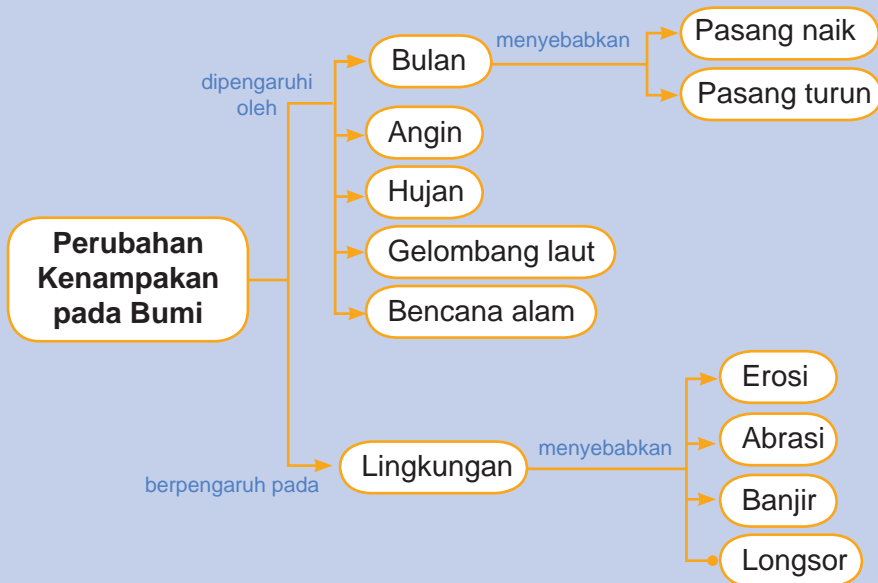 Perubahan
Kenampakan
pada Bumi
dipengaruhi
oleh
Bulan
menyebabkan
Pasang naik
Pasang turun
Angin
Hujan
Gelombang laut
Bencana alam
berpengaruh pada
Lingkungan
menyebabkan
Erosi
Abrasi
Banjir
Longsor